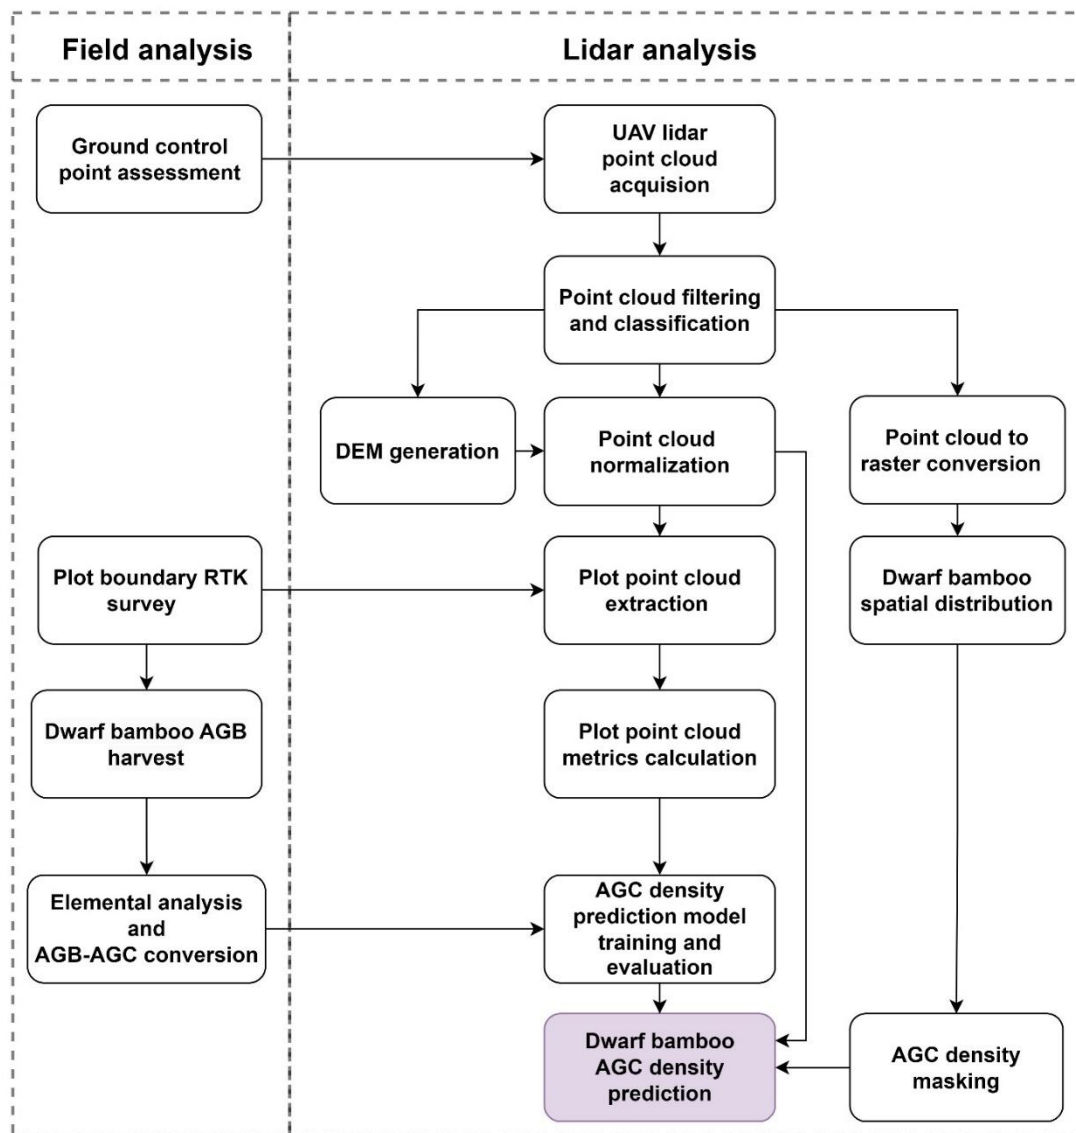 Field analysis
Lidar analysis
Ground control
point assessment
UAV lidar
point cloud
acquision
Point cloud filtering
and classification
DEM generation
Point cloud
normalization
Point cloud to
raster conversion
Plot boundary RTK
survey
Plot point cloud
extraction
Dwarf bamboo
spatial distribution
Dwarf bamboo AGB
harvest
Plot point cloud
metrics calculation
Elemental analysis
and
AGB-AGC conversion
AGC density
prediction model
training and
evaluation
Dwarf bamboo
AGC density
prediction
AGC density
masking